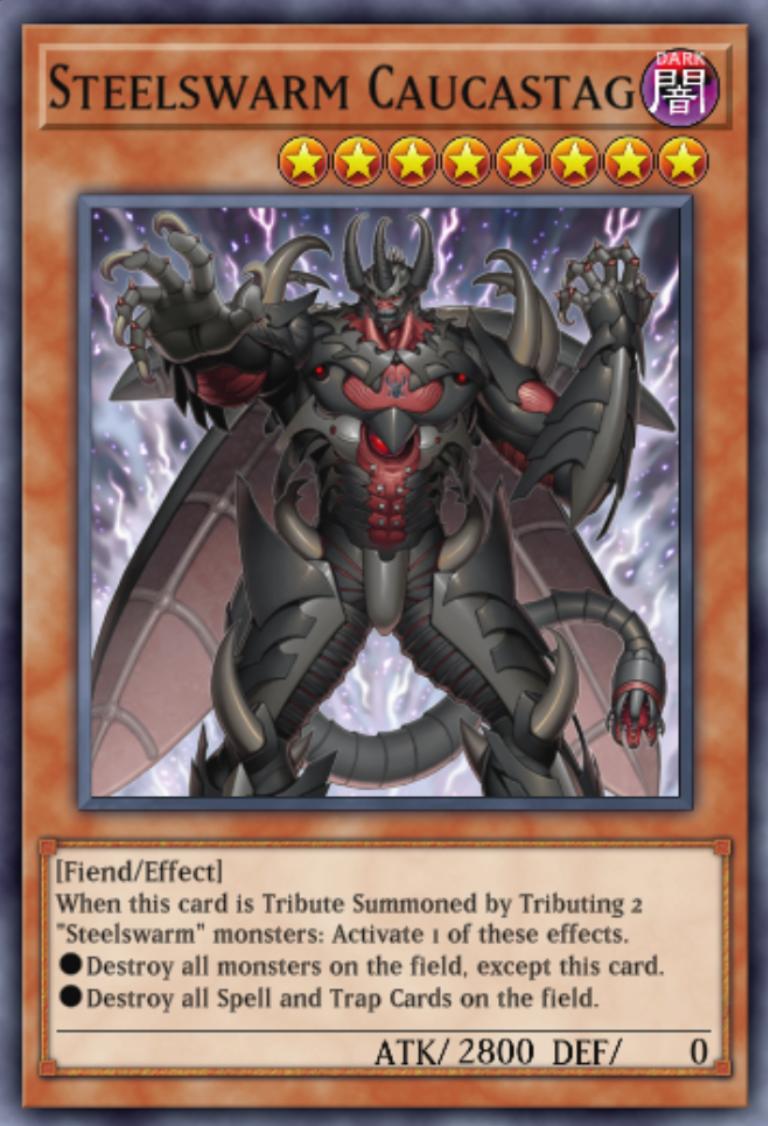 STEELSWARM CAUCASTAG
DARK
闇
[Fiend/Effect]
When this card is Tribute Summoned by Tributing 2
"Steelswarm" monsters: Activate 1 of these effects.
●Destroy all monsters on the field, except this card.
●Destroy all Spell and Trap Cards on the field.
ATK/ 2800 DEF/ 0